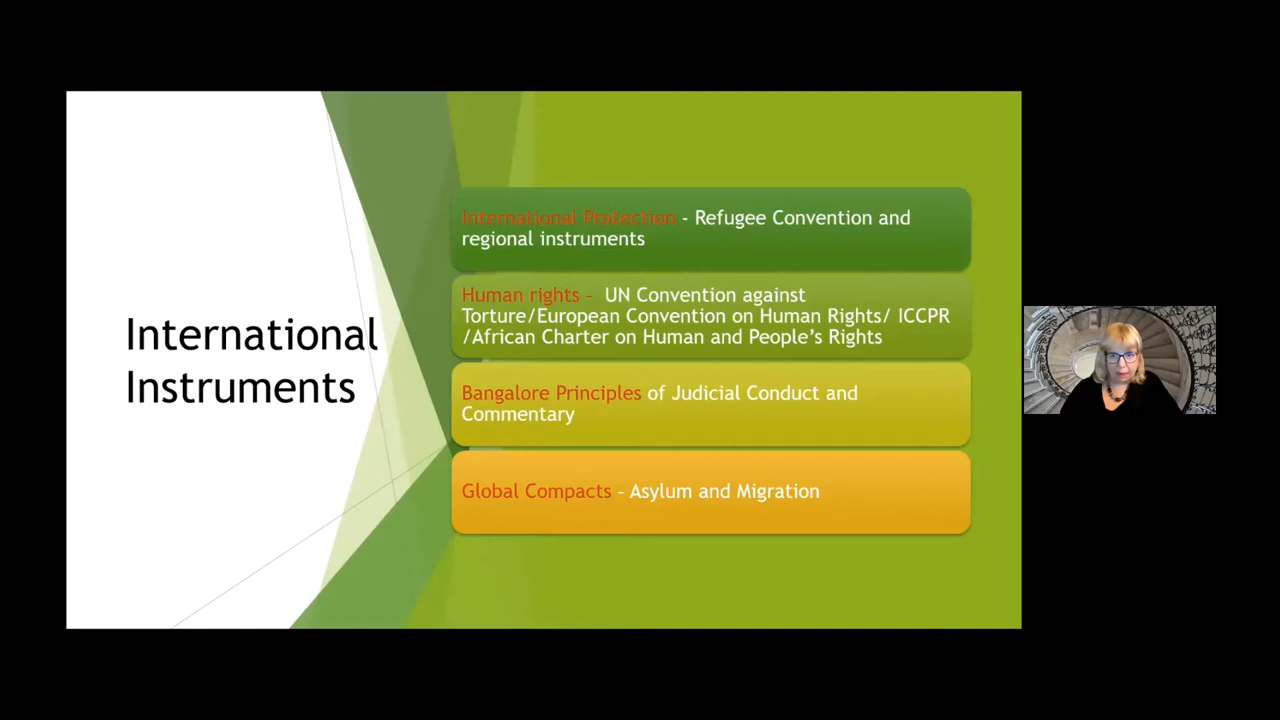 International
Instruments
International Protection - Refugee Convention and
regional instruments
Human rights – UN Convention against
Torture/European Convention on Human Rights/ ICCPR
/African Charter on Human and People’s Rights
Bangalore Principles of Judicial Conduct and
Commentary
Global Compacts – Asylum and Migration